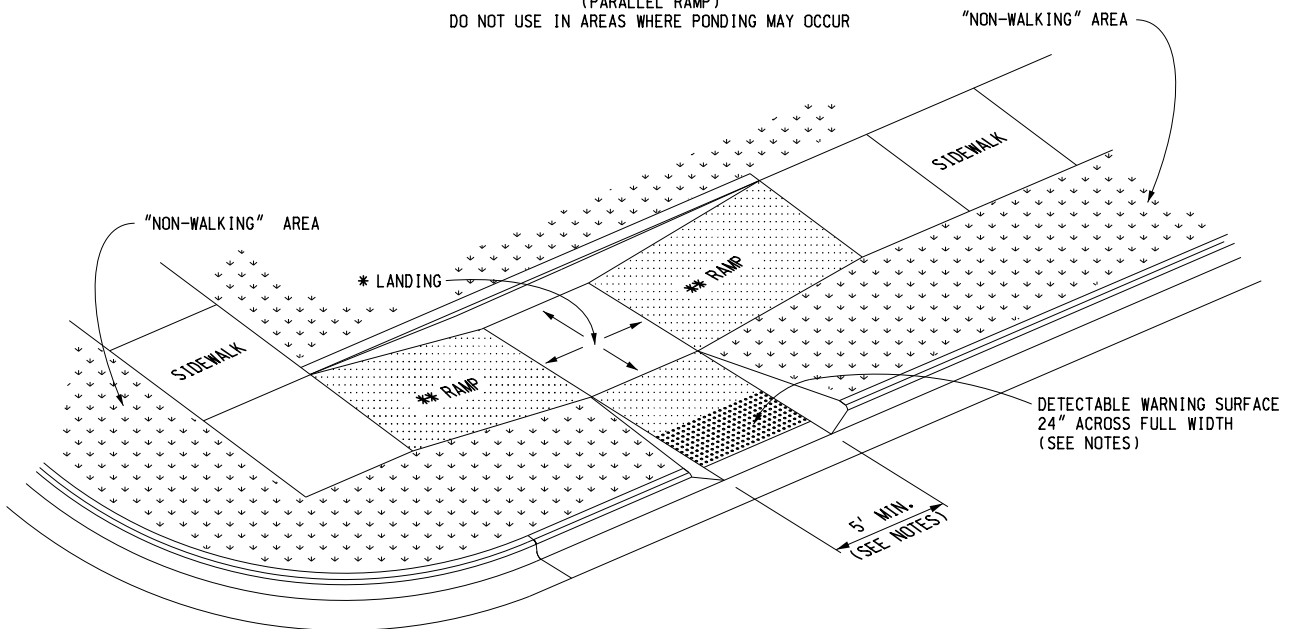 (PARALLEL RAMP)
DO NOT USE IN AREAS WHERE PONDING MAY OCCUR
"NON-WALKING" AREA
SIDEWALK
"NON-WALKING" AREA
* LANDING
** RAMP
SIDEWALK
** RAMP
DETECTABLE WARNING SURFACE
24" ACROSS FULL WIDTH
(SEE NOTES)
5' MIN.
(SEE NOTES)